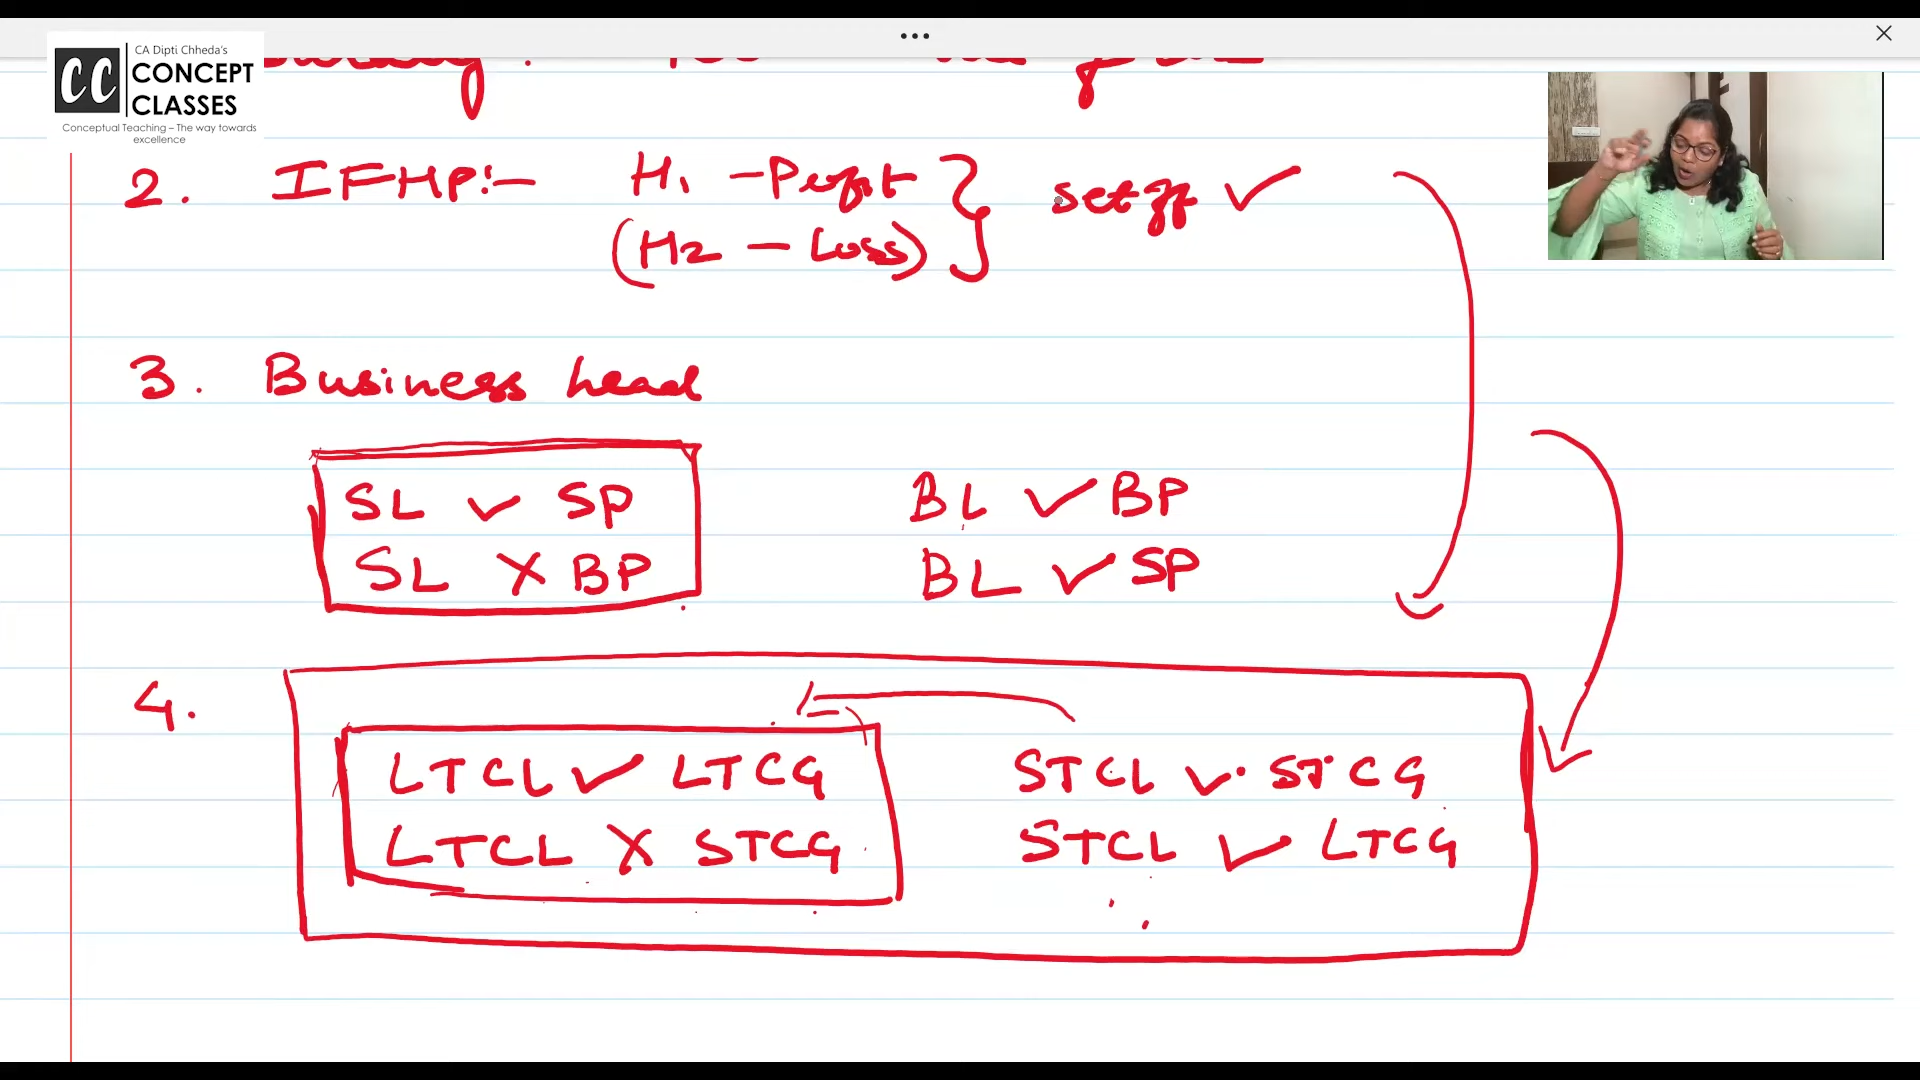 CA Dipti Chheda's
CONCEPT
CLASSES
CC
Conceptual Teaching – The way towards
excellence
2. IFHP:- H1 - Profit
(H2 - Loss) } setoff ✓
3. Business head
SL ✓ SP
SL X BP
BL ✓ BP
BL ✓ SP
4.
LTCL ✓ LTCG
LTCL X STCG
STCL ✓ STCG
STCL ✓ LTCG